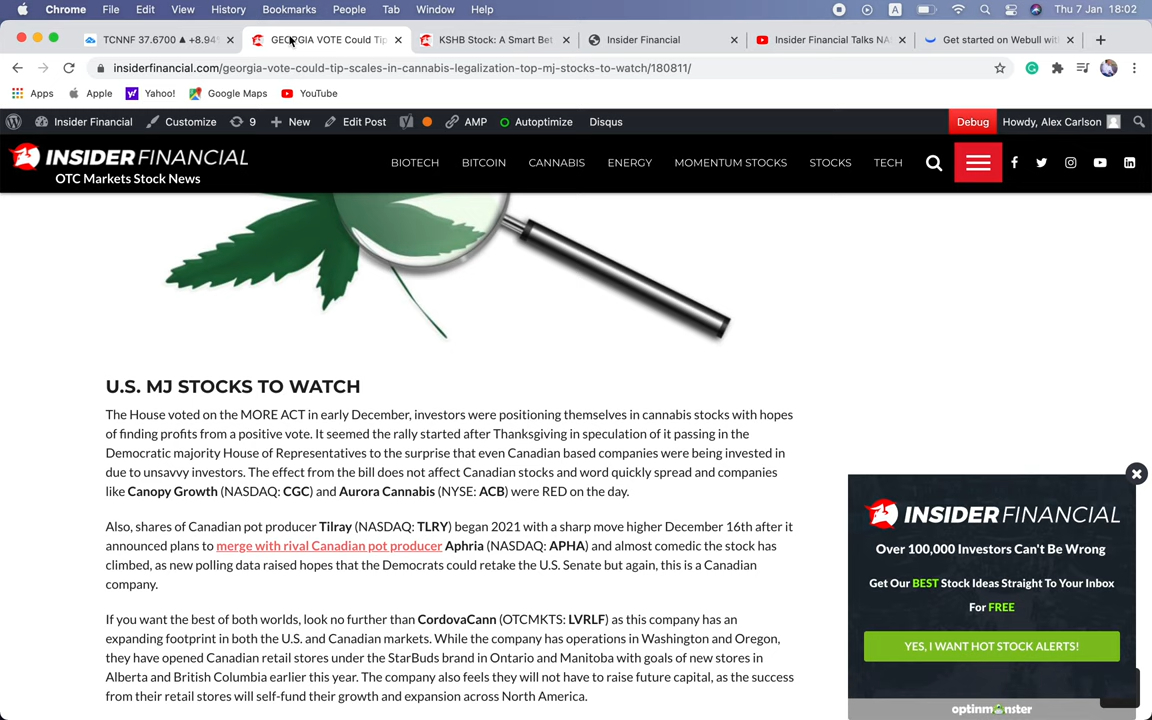 Chrome File Edit View History Bookmarks People Tab Window Help A Thu 7 Jan 18:02
TCNNF 37.6700 ▲ +8.94% GEORGIA VOTE Could Tip KSHB Stock: A Smart Bet Insider Financial Insider Financial Talks NA Get started on Webull wit
insiderfinancial.com/georgia-vote-could-tip-scales-in-cannabis-legalization-top-mj-stocks-to-watch/180811/
Apps Apple Yahoo! Google Maps YouTube
Insider Financial Customize 9 New Edit Post AMP Autoptimize Disqus Debug Howdy, Alex Carlson
INSIDERFINANCIAL
OTC Markets Stock News
BIOTECH BITCOIN CANNABIS ENERGY MOMENTUM STOCKS STOCKS TECH
U.S. MJ STOCKS TO WATCH
The House voted on the MORE ACT in early December, investors were positioning themselves in cannabis stocks with hopes
of finding profits from a positive vote. It seemed the rally started after Thanksgiving in speculation of it passing in the
Democratic majority House of Representatives to the surprise that even Canadian based companies were being invested in
due to unsavvy investors. The effect from the bill does not affect Canadian stocks and word quickly spread and companies
like Canopy Growth (NASDAQ: CGC) and Aurora Cannabis (NYSE: ACB) were RED on the day.
Also, shares of Canadian pot producer Tilray (NASDAQ: TLRY) began 2021 with a sharp move higher December 16th after it
announced plans to merge with rival Canadian pot producer Aphria (NASDAQ: APHA) and almost comedic the stock has
climbed, as new polling data raised hopes that the Democrats could retake the U.S. Senate but again, this is a Canadian
company.
If you want the best of both worlds, look no further than CordovaCann (OTCMKTS: LVRLF) as this company has an
expanding footprint in both the U.S. and Canadian markets. While the company has operations in Washington and Oregon,
they have opened Canadian retail stores under the StarBuds brand in Ontario and Manitoba with goals of new stores in
Alberta and British Columbia earlier this year. The company also feels they will not have to raise future capital, as the success
from their retail stores will self-fund their growth and expansion across North America.
INSIDERFINANCIAL
Over 100,000 Investors Can't Be Wrong
Get Our BEST Stock Ideas Straight To Your Inbox
For FREE
YES, I WANT HOT STOCK ALERTS!
optinmonster